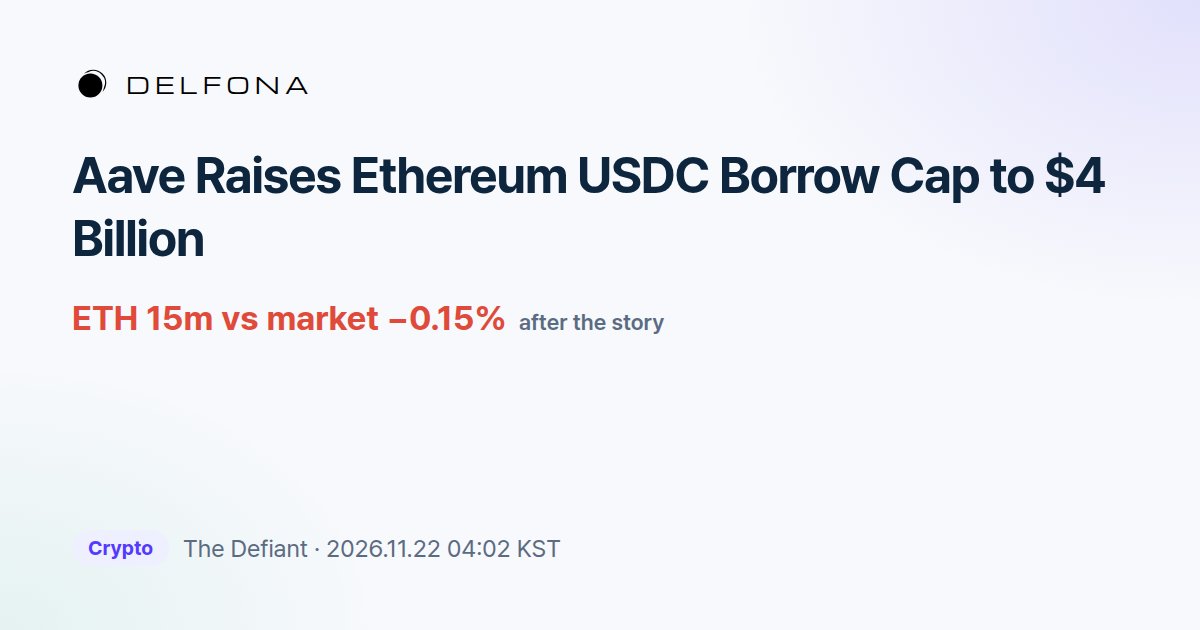 DELFONA
Aave Raises Ethereum USDC Borrow Cap to $4
Billion
ETH 15m vs market −0.15% after the story
Crypto The Defiant · 2026.11.22 04:02 KST